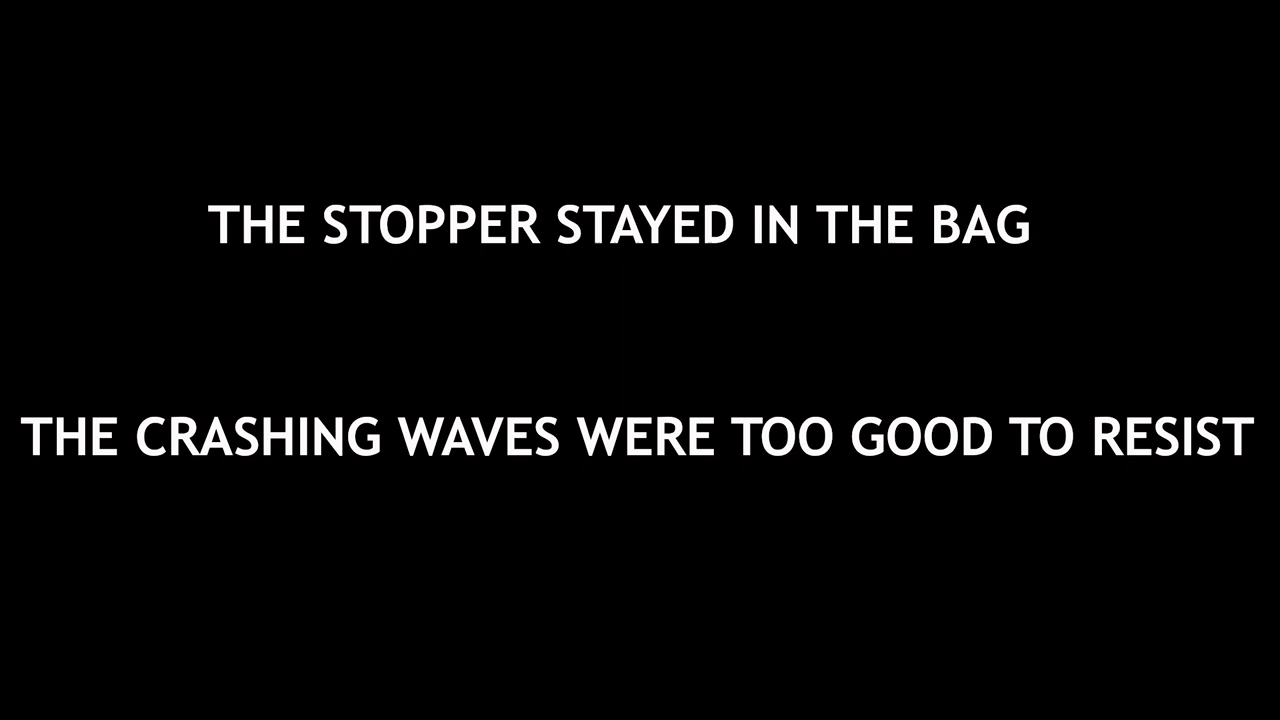 THE STOPPER STAYED IN THE BAG
THE CRASHING WAVES WERE TOO GOOD TO RESIST